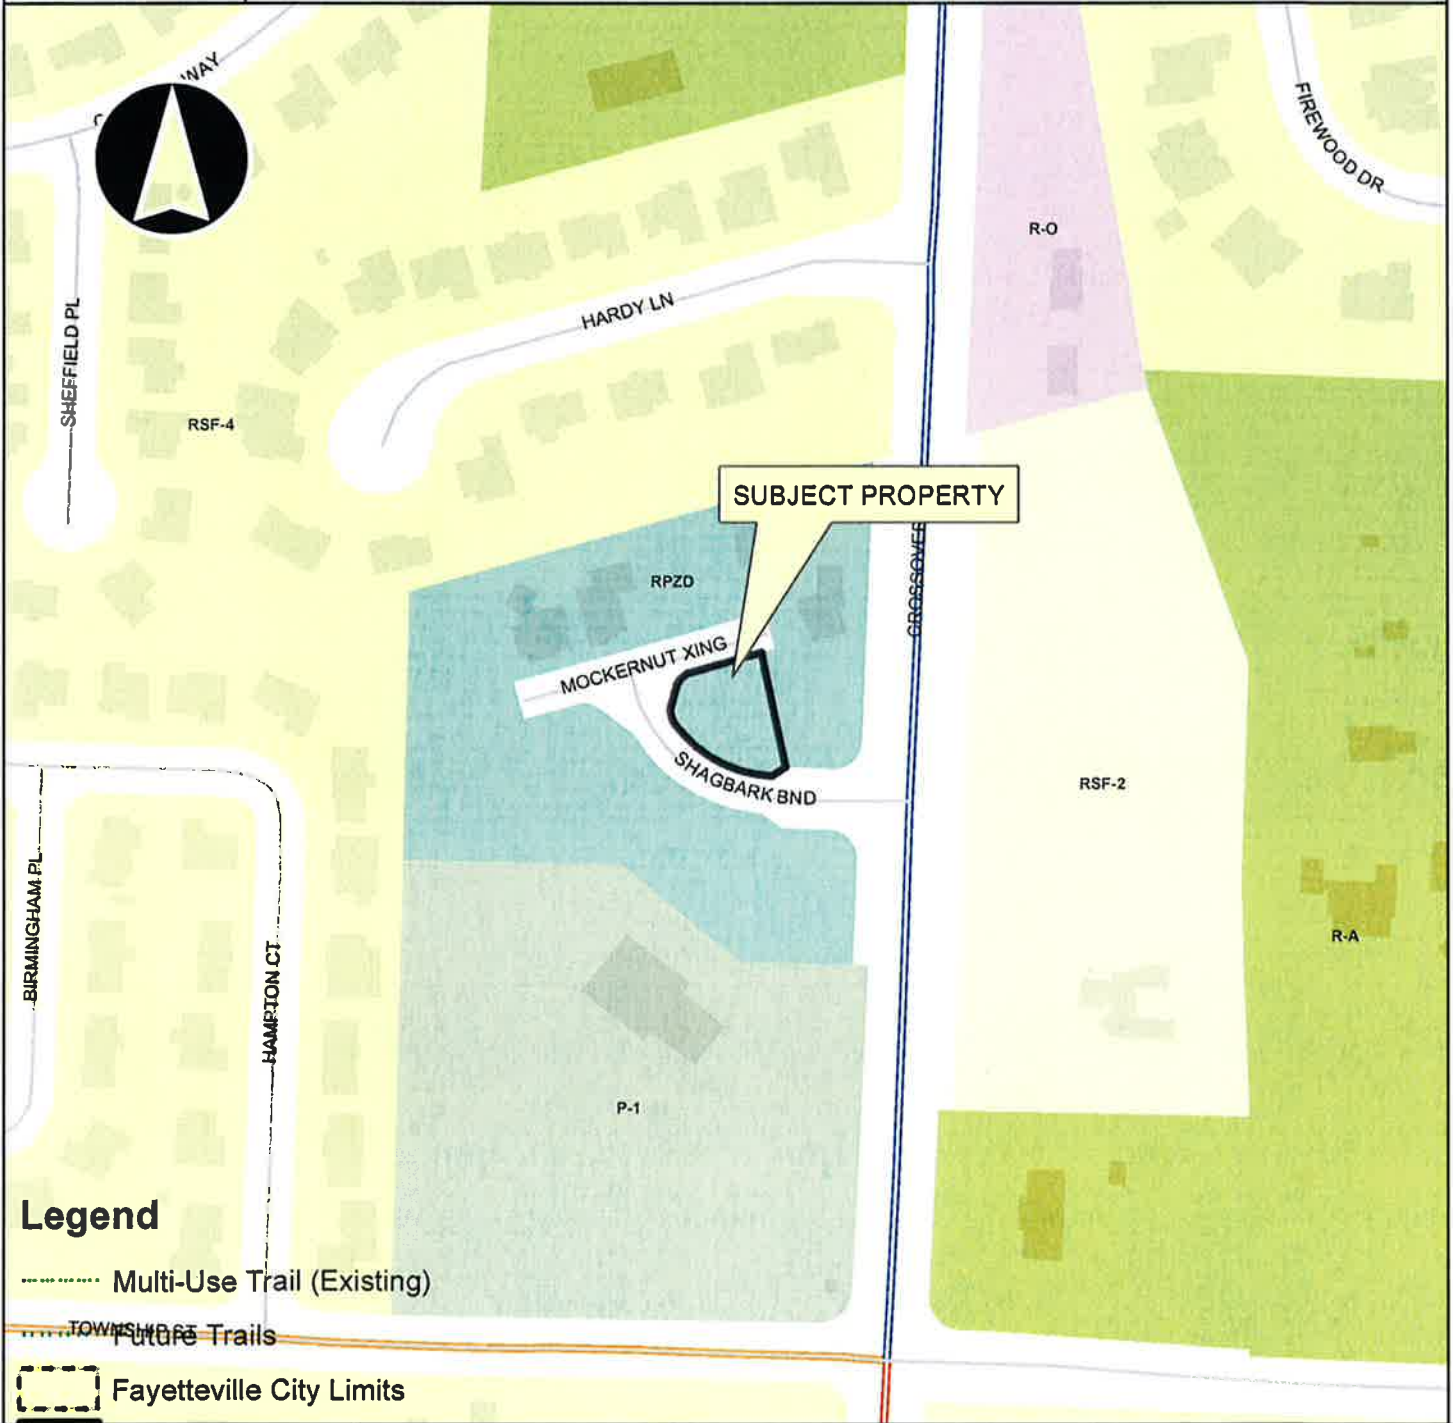 WAY
FIREWOOD DR
R-O
HARDY LN
SHEFFIELD PL
RSF-4
SUBJECT PROPERTY
CROSSOVER
RPZD
MOCKERNUT XING
SHAGBARK BND
RSF-2
BIRMINGHAM PL
HAMPTON CT
R-A
P-1
Legend
Multi-Use Trail (Existing)
TOWNSHIP ST
Future Trails
Fayetteville City Limits